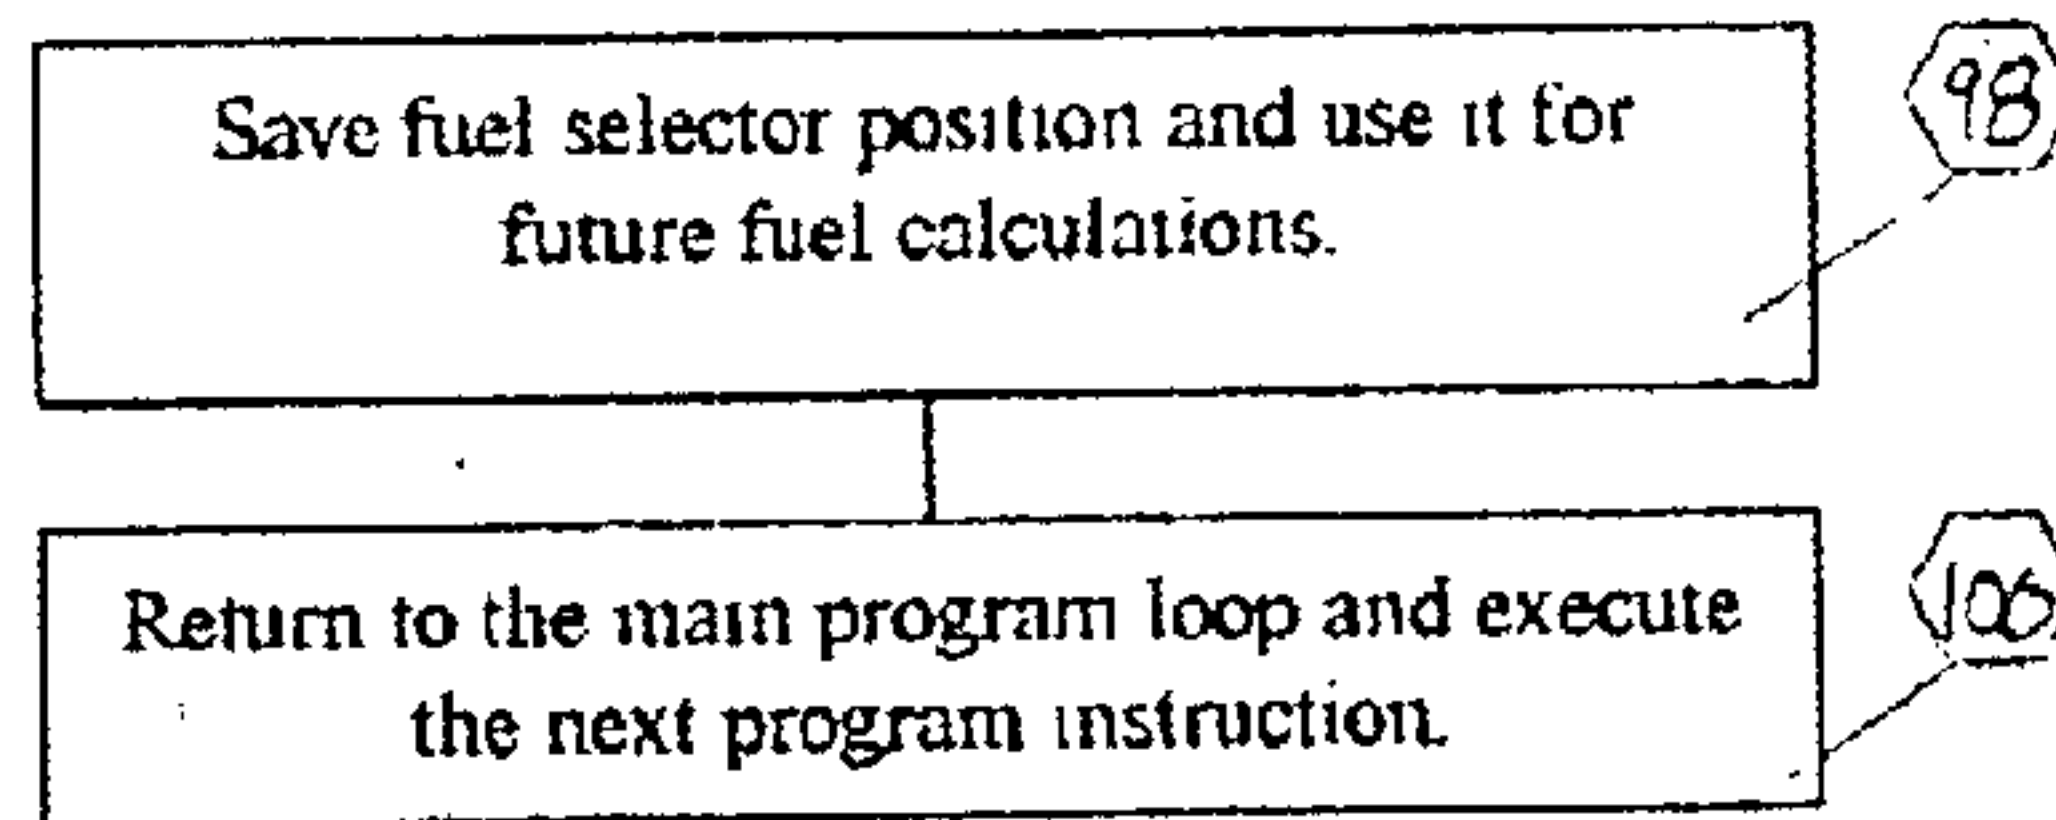 Save fuel selector position and use it for
future fuel calculations.
98
Return to the main program loop and execute
the next program instruction.